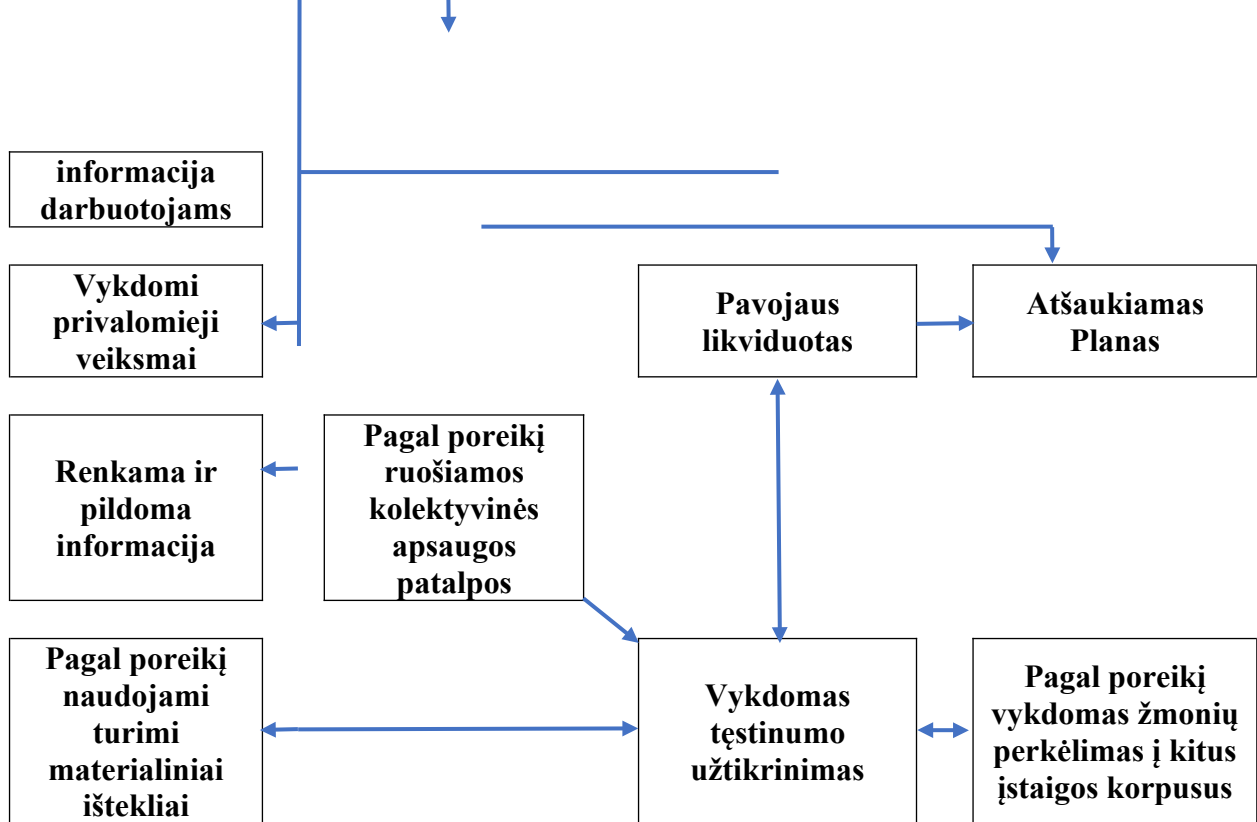 informacija
darbuotojams
Vykdomi
privalomieji
veiksmai
Pavojaus
likviduotas
Atšaukiamas
Planas
Renkama ir
pildoma
informacija
Pagal poreikį
ruošiamos
kolektyvinės
apsaugos
patalpos
Pagal poreikį
naudojami
turimi
materialiniai
ištekliai
Vykdomas
tęstinumo
užtikrinimas
Pagal poreikį
vykdomas žmonių
perkėlimas į kitus
įstaigos korpusus